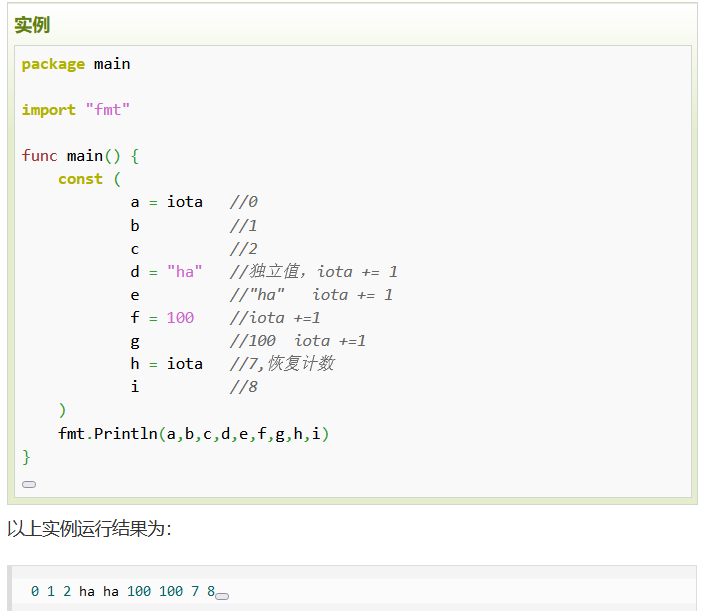 实例
package main
import "fmt"
func main() {
    const (
            a = iota   //0
            b          //1
            c          //2
            d = "ha"   //独立值，iota += 1
            e          //"ha"   iota += 1
            f = 100    //iota +=1
            g          //100  iota +=1
            h = iota   //7,恢复计数
            i          //8
    )
    fmt.Println(a,b,c,d,e,f,g,h,i)
}
以上实例运行结果为：
0 1 2 ha ha 100 100 7 8